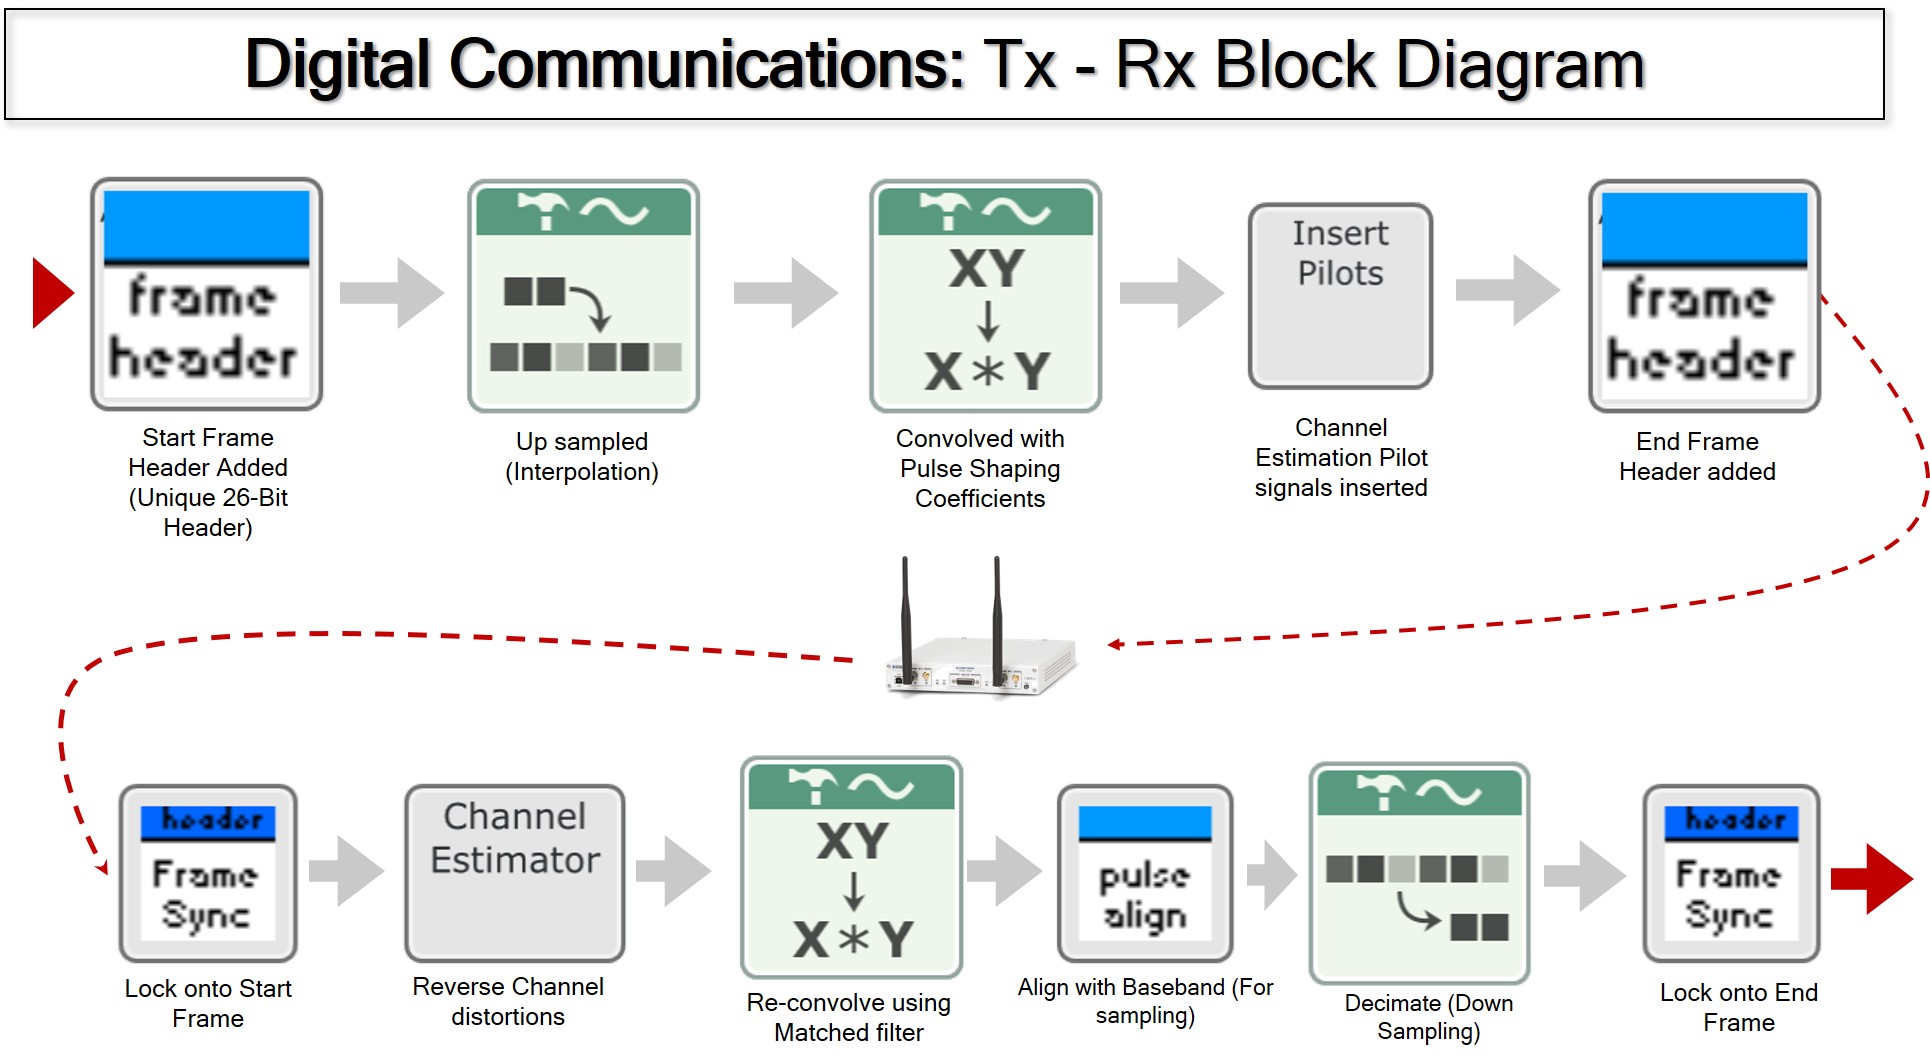 Digital Communications: Tx - Rx Block Diagram
frame
header
XY
X*Y
Insert
Pilots
frame
header
Start Frame
Header Added
(Unique 26-Bit
Header)
Up sampled
(Interpolation)
Convolved with
Pulse Shaping
Coefficients
Channel
Estimation Pilot
signals inserted
End Frame
Header added
header
Frame
Sync
Channel
Estimator
XY
X*Y
pulse
align
header
Frame
Sync
Lock onto Start
Frame
Reverse Channel
distortions
Re-convolve using
Matched filter
Align with Baseband (For
sampling)
Decimate (Down
Sampling)
Lock onto End
Frame